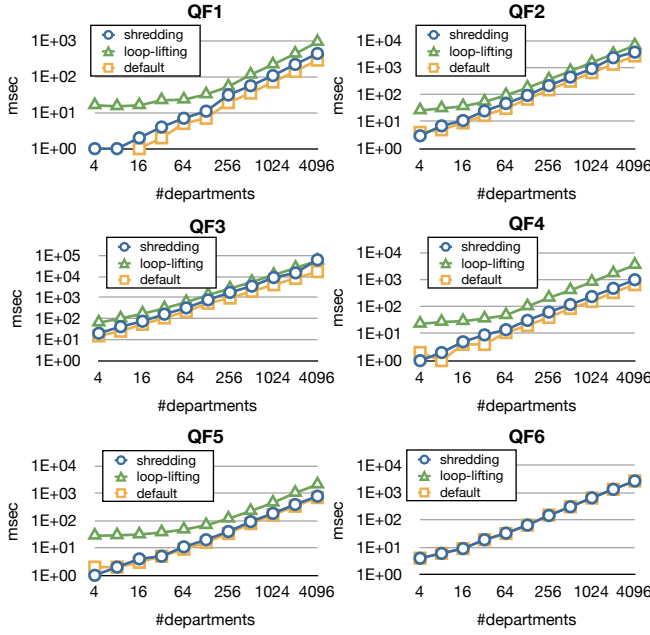 QF1
1E+03
1E+02
1E+01
1E+00
msec
shredding
loop-lifting
default
4 16 64 256 1024 4096
#departments
QF2
1E+04
1E+03
1E+02
1E+01
1E+00
msec
shredding
loop-lifting
default
4 16 64 256 1024 4096
#departments
QF3
1E+05
1E+04
1E+03
1E+02
1E+01
1E+00
msec
shredding
loop-lifting
default
4 16 64 256 1024 4096
#departments
QF4
1E+04
1E+03
1E+02
1E+01
1E+00
msec
shredding
loop-lifting
default
4 16 64 256 1024 4096
#departments
QF5
1E+04
1E+03
1E+02
1E+01
1E+00
msec
shredding
loop-lifting
default
4 16 64 256 1024 4096
#departments
QF6
1E+04
1E+03
1E+02
1E+01
1E+00
msec
shredding
loop-lifting
default
4 16 64 256 1024 4096
#departments